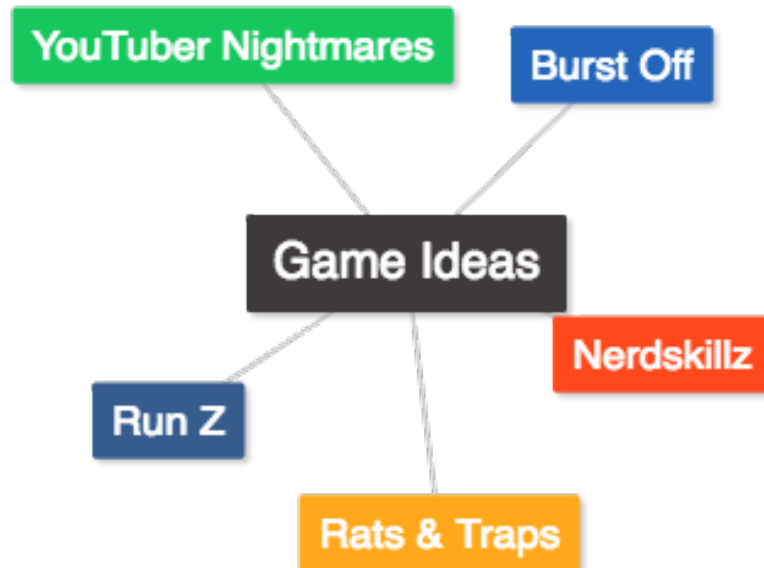 YouTuber Nightmares
Burst Off
Game Ideas
Nerdskillz
Run Z
Rats & Traps